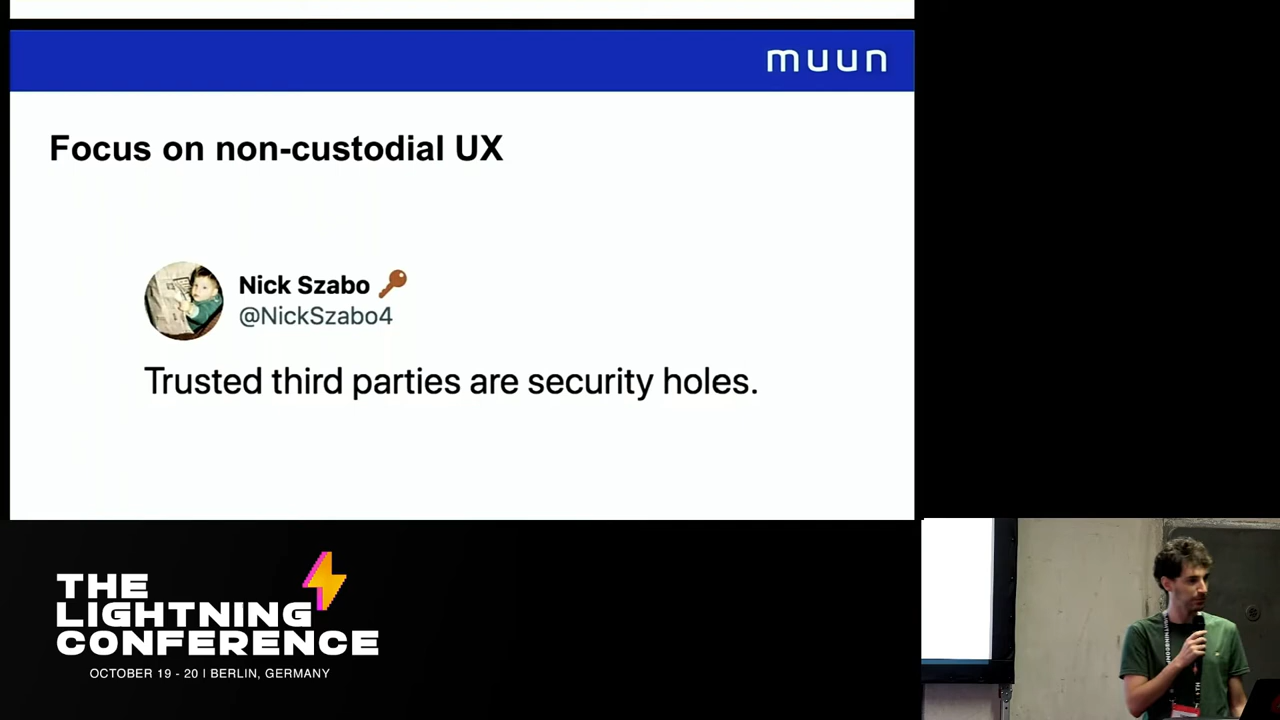 muun
Focus on non-custodial UX
Nick Szabo
@NickSzabo4
Trusted third parties are security holes.
THE
LIGHTNING
CONFERENCE
OCTOBER 19 - 20 | BERLIN, GERMANY